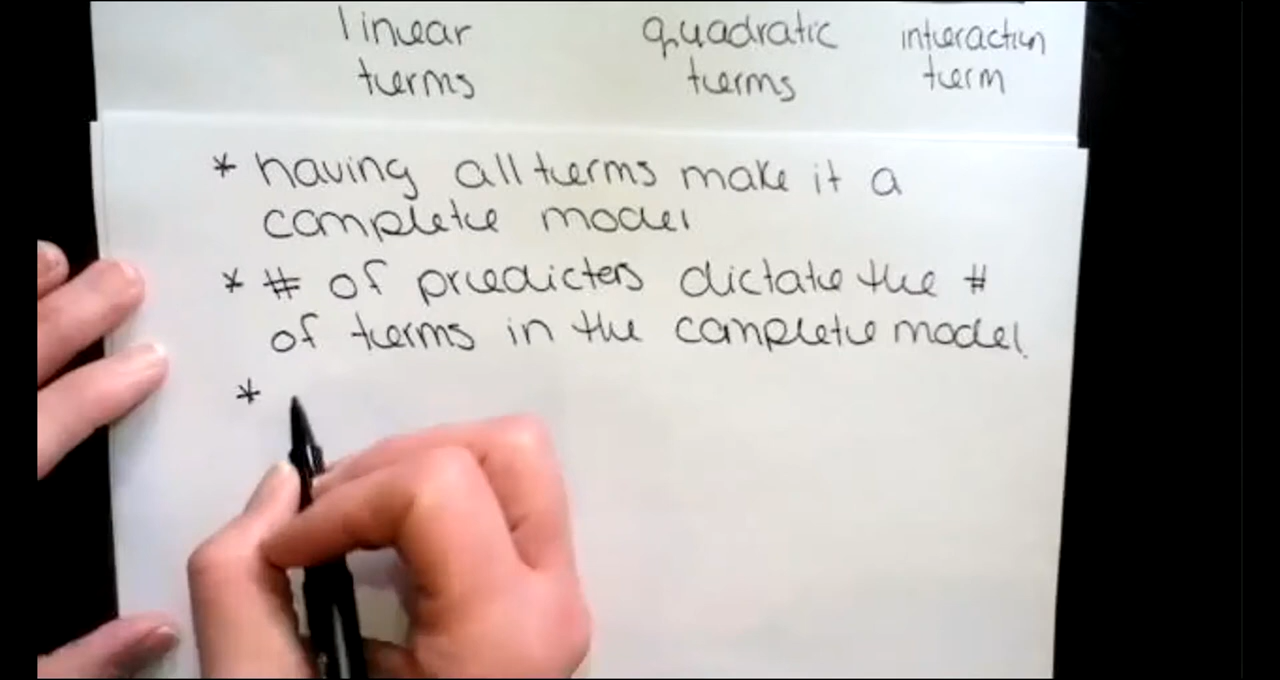 linear quadratic interaction
terms terms term
* having all terms make it a
complete model
* # of predicters dictate the #
of terms in the complete model.
*